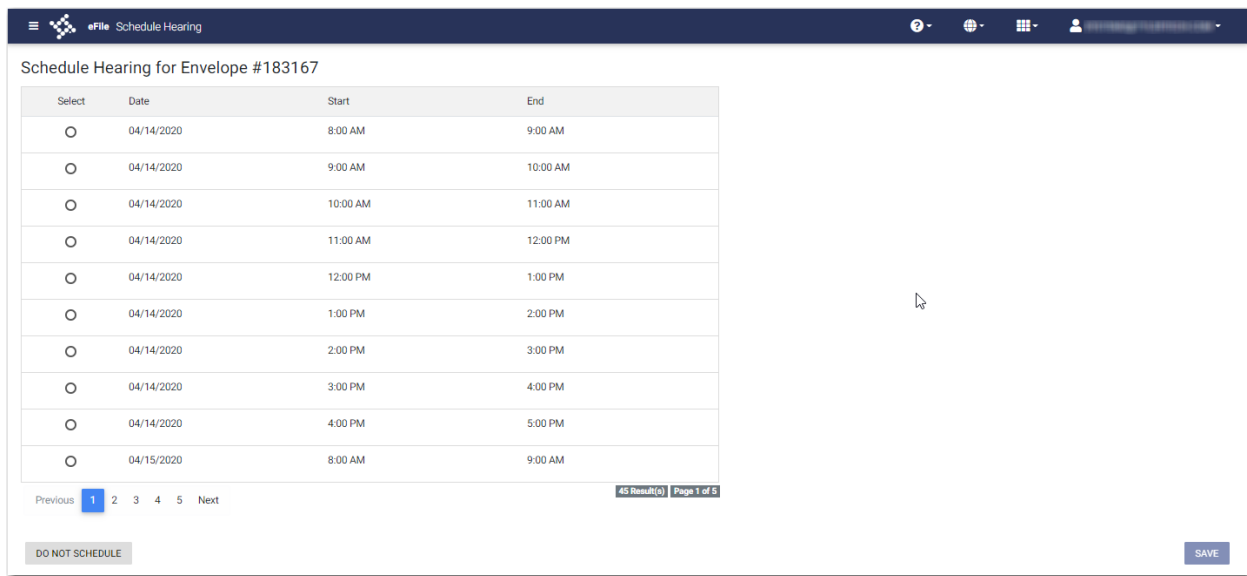 eFile Schedule Hearing
Schedule Hearing for Envelope #183167
Select Date Start End
04/14/2020 8:00 AM 9:00 AM
04/14/2020 9:00 AM 10:00 AM
04/14/2020 10:00 AM 11:00 AM
04/14/2020 11:00 AM 12:00 PM
04/14/2020 12:00 PM 1:00 PM
04/14/2020 1:00 PM 2:00 PM
04/14/2020 2:00 PM 3:00 PM
04/14/2020 3:00 PM 4:00 PM
04/14/2020 4:00 PM 5:00 PM
04/15/2020 8:00 AM 9:00 AM
Previous 1 2 3 4 5 Next 45 Result(s) Page 1 of 5
DO NOT SCHEDULE SAVE